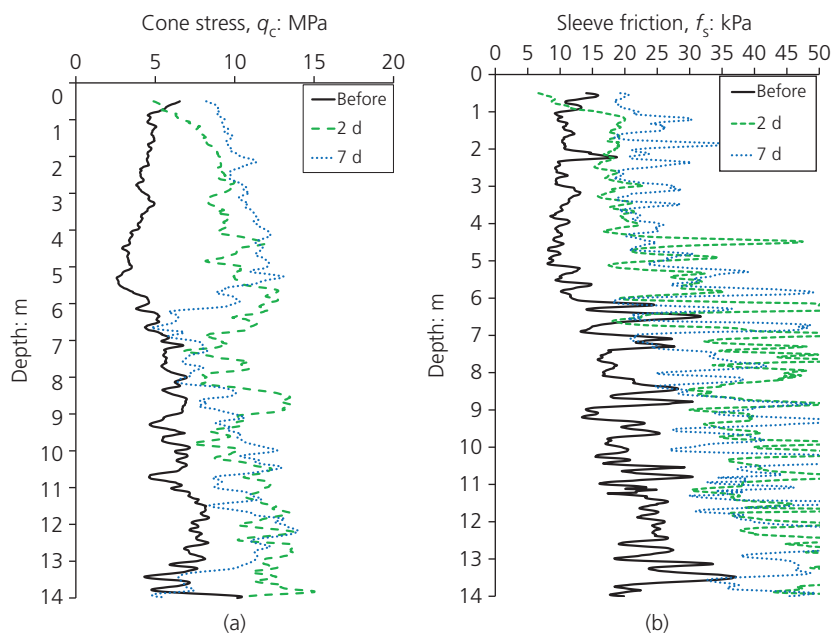 Cone stress, qc: MPa
0 5 10 15 20
0
1
2
3
4
5
6
7
8
9
10
11
12
13
14
Depth: m
Before
2 d
7 d
(a)
Sleeve friction, fs: kPa
0 5 10 15 20 25 30 35 40 45 50
0
1
2
3
4
5
6
7
8
9
10
11
12
13
14
Depth: m
Before
2 d
7 d
(b)